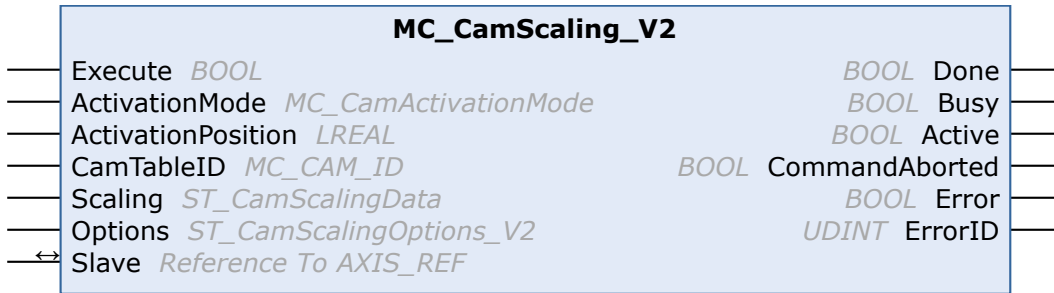 MC_CamScaling_V2
Execute BOOL BOOL Done
ActivationMode MC_CamActivationMode BOOL Busy
ActivationPosition LREAL BOOL Active
CamTableID MC_CAM_ID BOOL CommandAborted
Scaling ST_CamScalingData BOOL Error
Options ST_CamScalingOptions_V2 UDINT ErrorID
↔ Slave Reference To AXIS_REF